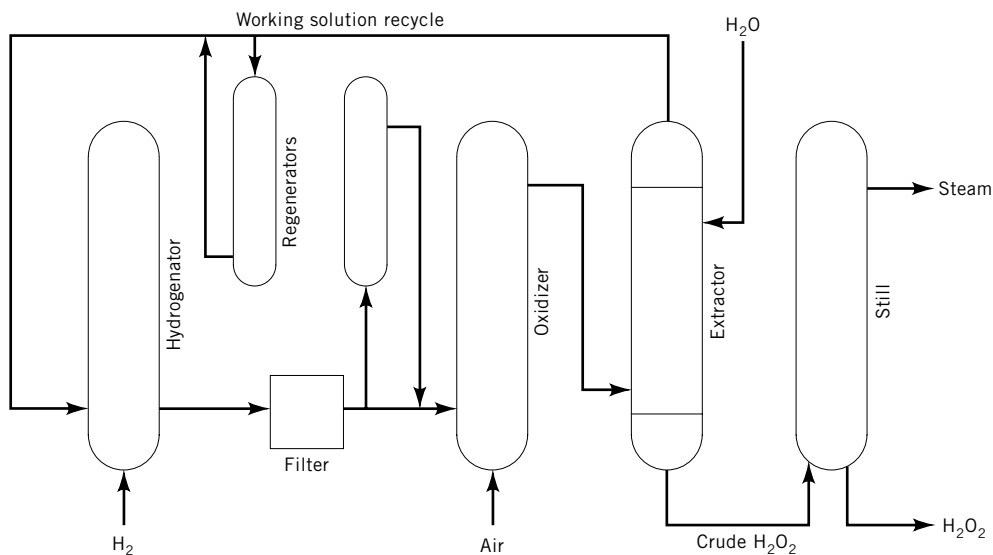 Working solution recycle
H₂O
Hydrogenator
Regenerators
Oxidizer
Extractor
Still
Steam
Filter
H₂
Air
Crude H₂O₂
H₂O₂